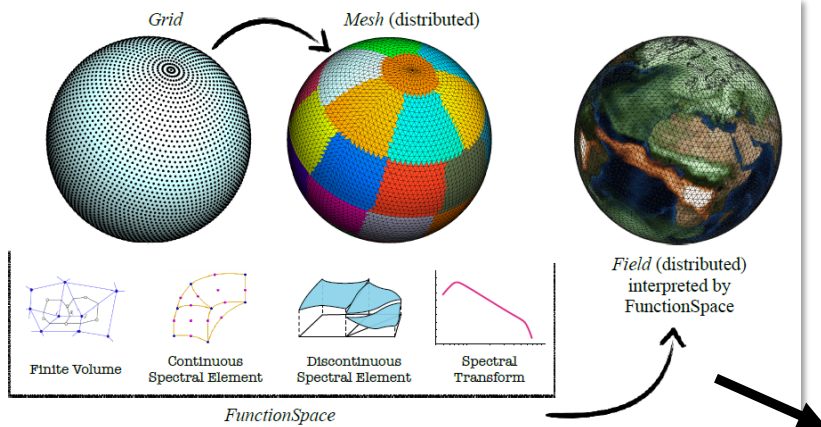 Grid
Mesh (distributed)
Field (distributed)
interpreted by
FunctionSpace
Finite Volume
Continuous
Spectral Element
Discontinuous
Spectral Element
Spectral
Transform
FunctionSpace